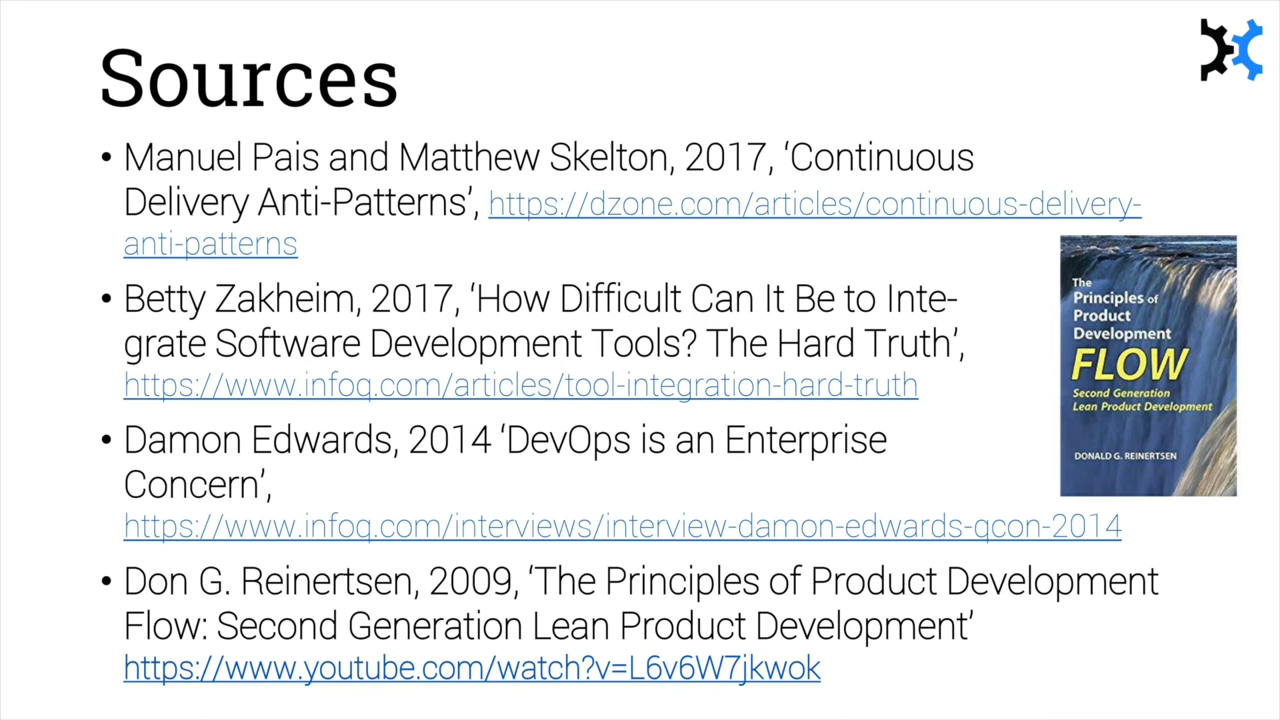 Sources
• Manuel Pais and Matthew Skelton, 2017, ‘Continuous
Delivery Anti-Patterns’, https://dzone.com/articles/continuous-delivery-
anti-patterns
• Betty Zakheim, 2017, ‘How Difficult Can It Be to Inte-
grate Software Development Tools? The Hard Truth’,
https://www.infoq.com/articles/tool-integration-hard-truth
• Damon Edwards, 2014 ‘DevOps is an Enterprise
Concern’,
https://www.infoq.com/interviews/interview-damon-edwards-qcon-2014
• Don G. Reinertsen, 2009, ‘The Principles of Product Development
Flow: Second Generation Lean Product Development’
https://www.youtube.com/watch?v=L6v6W7jkwok
The
Principles of
Product
Development
FLOW
Second Generation
Lean Product Development
DONALD G. REINERTSEN